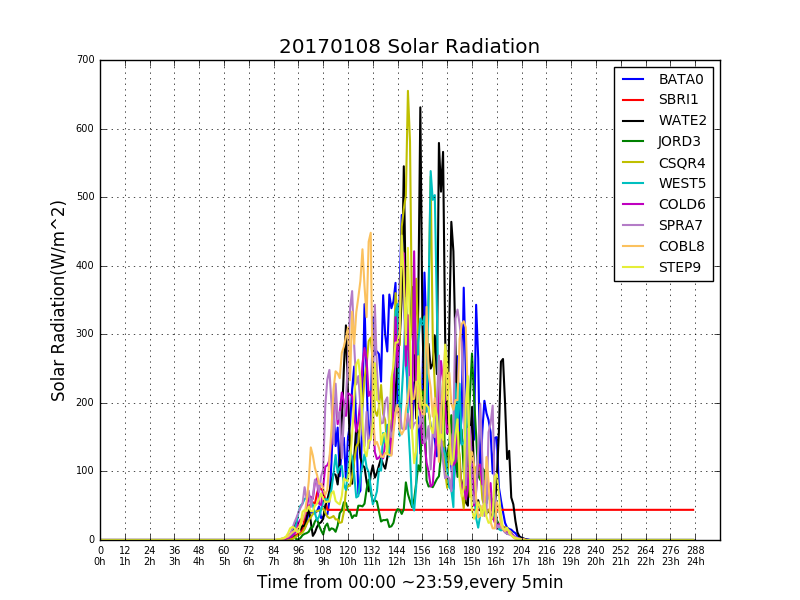 20170108 Solar Radiation
700
600
500
400
300
200
100
0
Solar Radiation(W/m^2)
BATA0
SBRI1
WATE2
JORD3
CSQR4
WEST5
COLD6
SPRA7
COBL8
STEP9
0 12 24 36 48 60 72 84 96 108 120 132 144 156 168 180 192 204 216 228 240 252 264 276 288
0h 1h 2h 3h 4h 5h 6h 7h 8h 9h 10h 11h 12h 13h 14h 15h 16h 17h 18h 19h 20h 21h 22h 23h 24h
Time from 00:00 ~23:59,every 5min